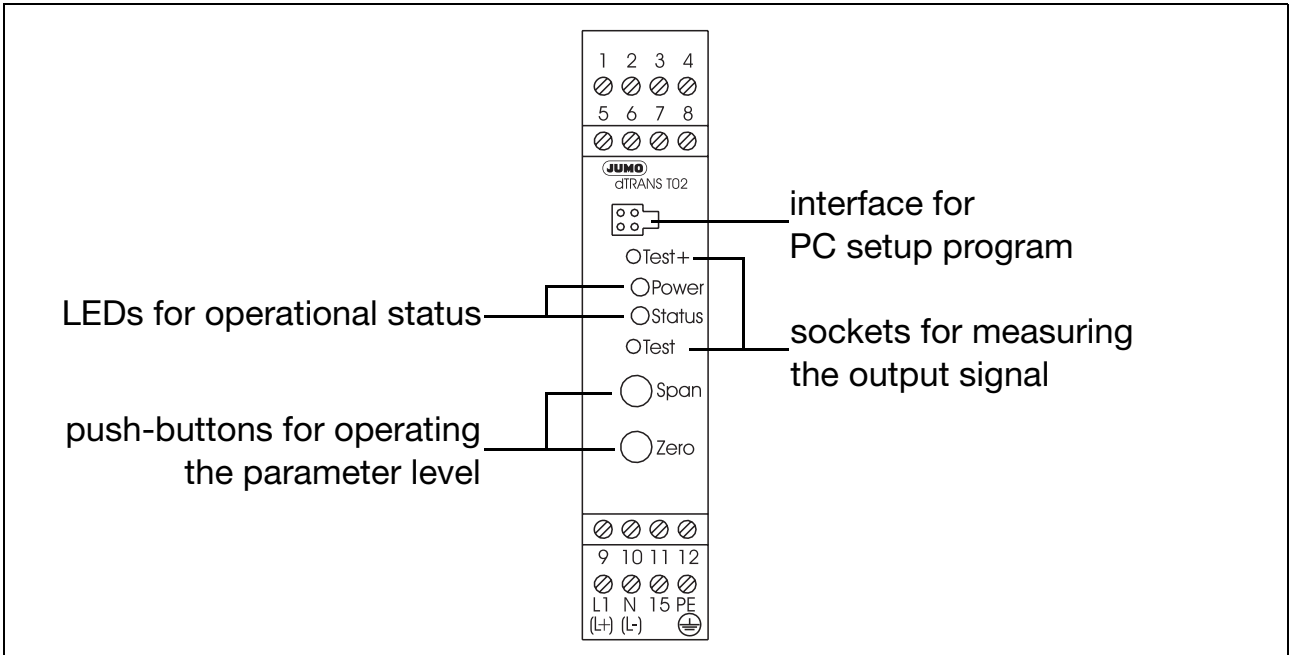 1 2 3 4
5 6 7 8
JUMO
dTRANS T02
interface for
PC setup program
Test+
Power
LEDs for operational status
Status
Test
sockets for measuring
the output signal
Span
push-buttons for operating
the parameter level
Zero
9 10 11 12
L1 N 15 PE
(L+) (L-)